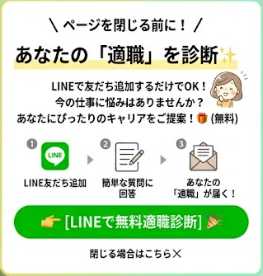 \ ページを閉じる前に！ /
あなたの「適職」を診断✨
LINEで友だち追加するだけでOK！
今の仕事に悩みはありませんか？
あなたにぴったりのキャリアをご提案！🎁 (無料)
1
2
3
LINE
LINE友だち追加
簡単な質問に
回答
あなたの
「適職」が届く！
👉 [LINEで無料適職診断] 🎉
閉じる場合はこちら×